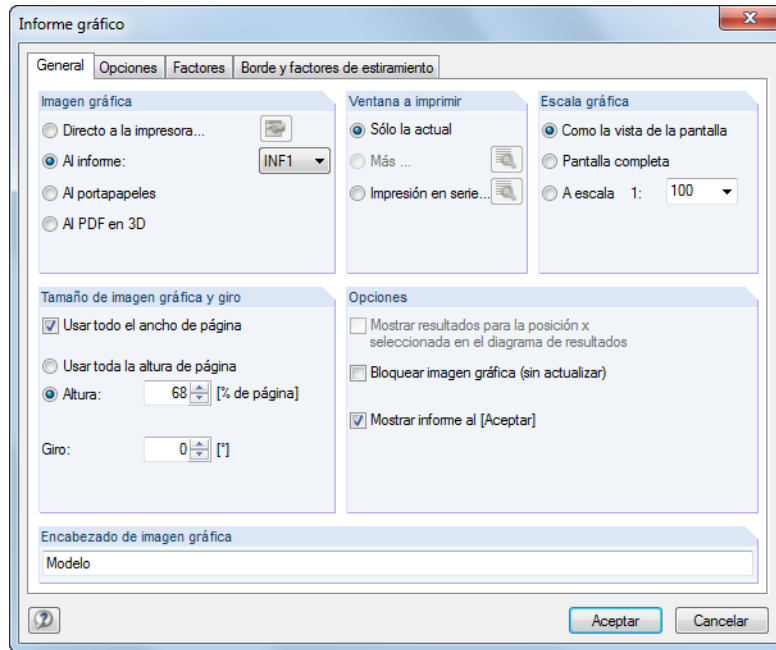 Informe gráfico
General
Opciones
Factores
Borde y factores de estiramiento
Imagen gráfica
Directo a la impresora...
Al informe:
INF1
Al portapapeles
Al PDF en 3D
Ventana a imprimir
Sólo la actual
Más ...
Impresión en serie...
Escala gráfica
Como la vista de la pantalla
Pantalla completa
A escala 1: 100
Tamaño de imagen gráfica y giro
Usar todo el ancho de página
Usar toda la altura de página
Altura: 68 [% de página]
Giro: 0 [°]
Opciones
Mostrar resultados para la posición x
seleccionada en el diagrama de resultados
Bloquear imagen gráfica (sin actualizar)
Mostrar informe al [Aceptar]
Encabezado de imagen gráfica
Modelo
Aceptar
Cancelar